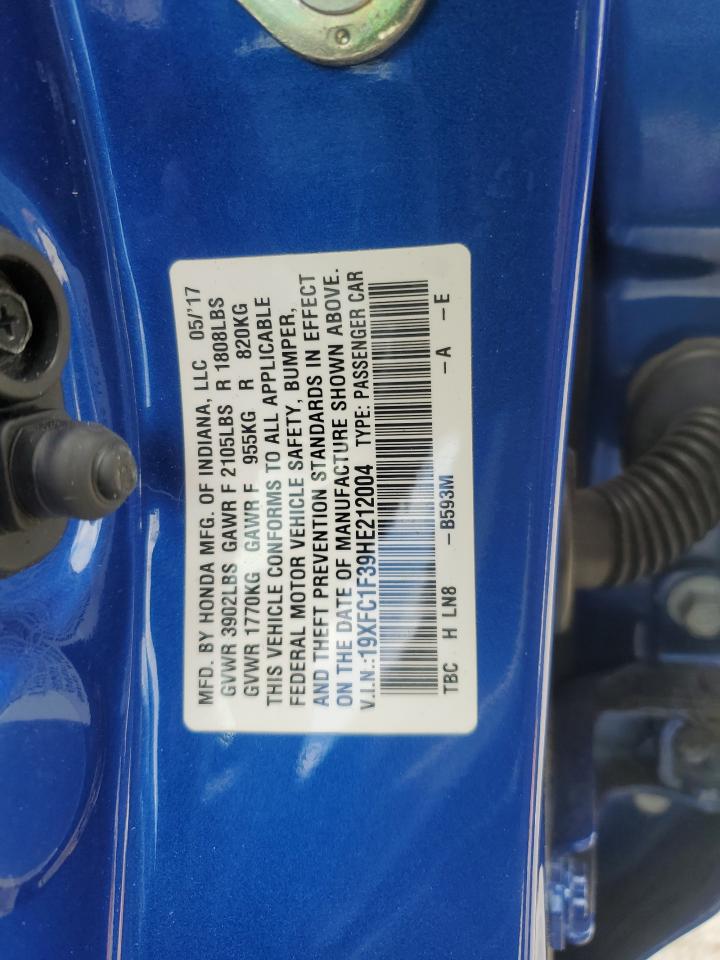 MFD. BY HONDA MFG. OF INDIANA, LLC 05/'17
GVWR 3902LBS GAWR F 2105LBS R 1808LBS
GVWR 1770KG GAWR F 955KG R 820KG
THIS VEHICLE CONFORMS TO ALL APPLICABLE
FEDERAL MOTOR VEHICLE SAFETY, BUMPER,
AND THEFT PREVENTION STANDARDS IN EFFECT
ON THE DATE OF MANUFACTURE SHOWN ABOVE.
V.I.N.:19XFC1F39HE212004 TYPE: PASSENGER CAR
TBC H LN8 -B593M -A -E